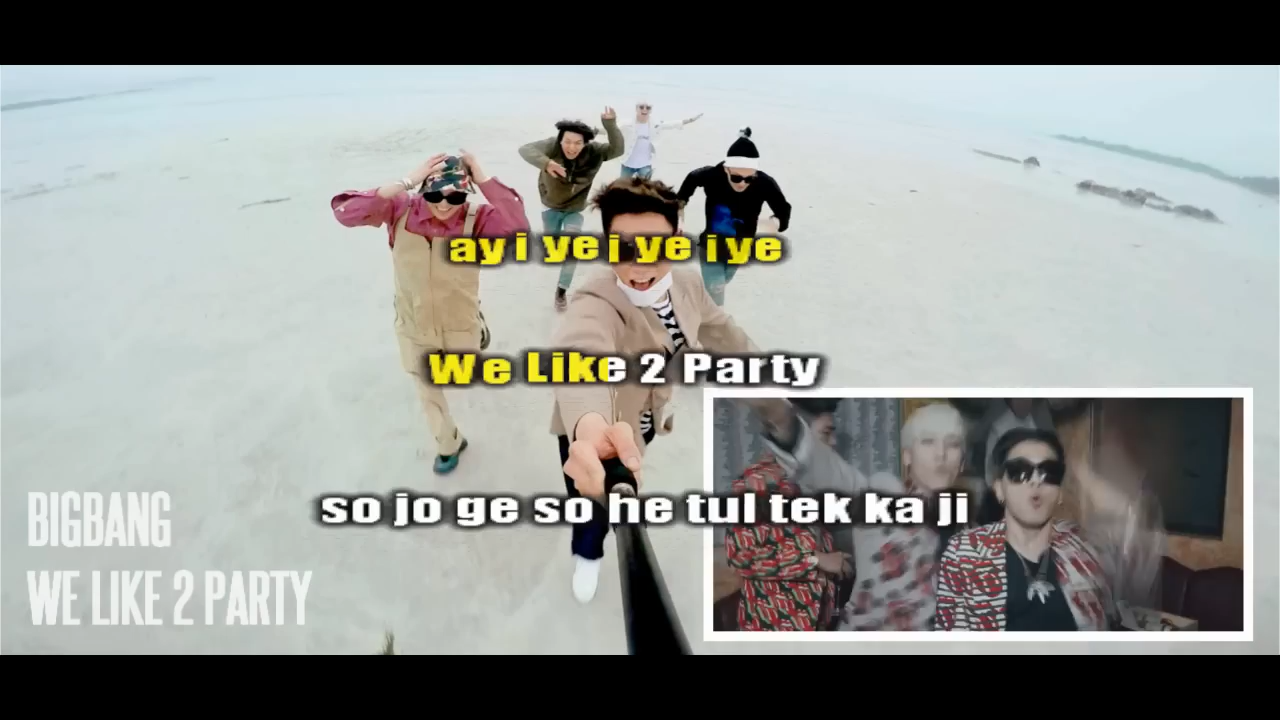 ay i ye i ye i ye
We Like 2 Party
so jo ge so he tul tek ka ji
BIGBANG
WE LIKE 2 PARTY